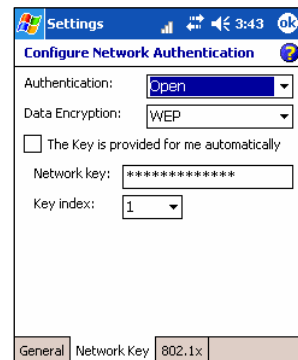 Settings 3:43 ok
Configure Network Authentication ?
Authentication: Open
Data Encryption: WEP
The Key is provided for me automatically
Network key: *************
Key index: 1
General Network Key 802.1x